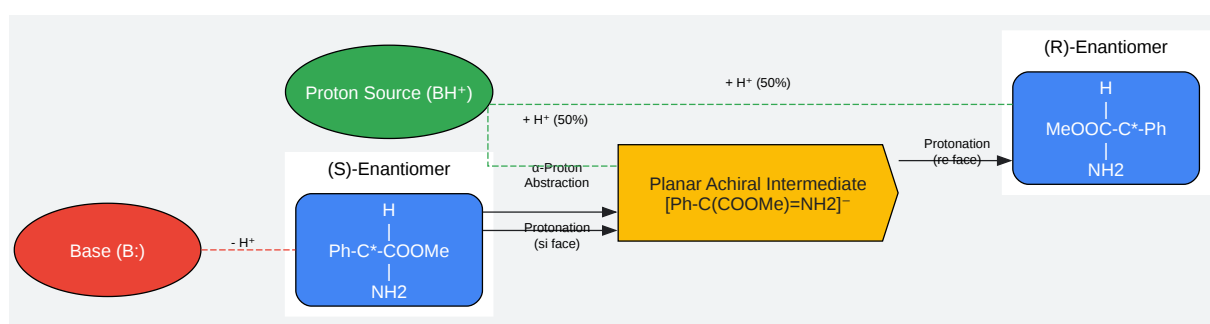 (R)-Enantiomer
H
|
MeOOC-C*-Ph
|
NH2
Proton Source (BH⁺)
+ H⁺ (50%)
+ H⁺ (50%)
Protonation
(re face)
(S)-Enantiomer
H
|
Ph-C*-COOMe
|
NH2
α-Proton
Abstraction
Planar Achiral Intermediate
[Ph-C(COOMe)=NH2]⁻
Protonation
(si face)
Base (B:)
- H⁺